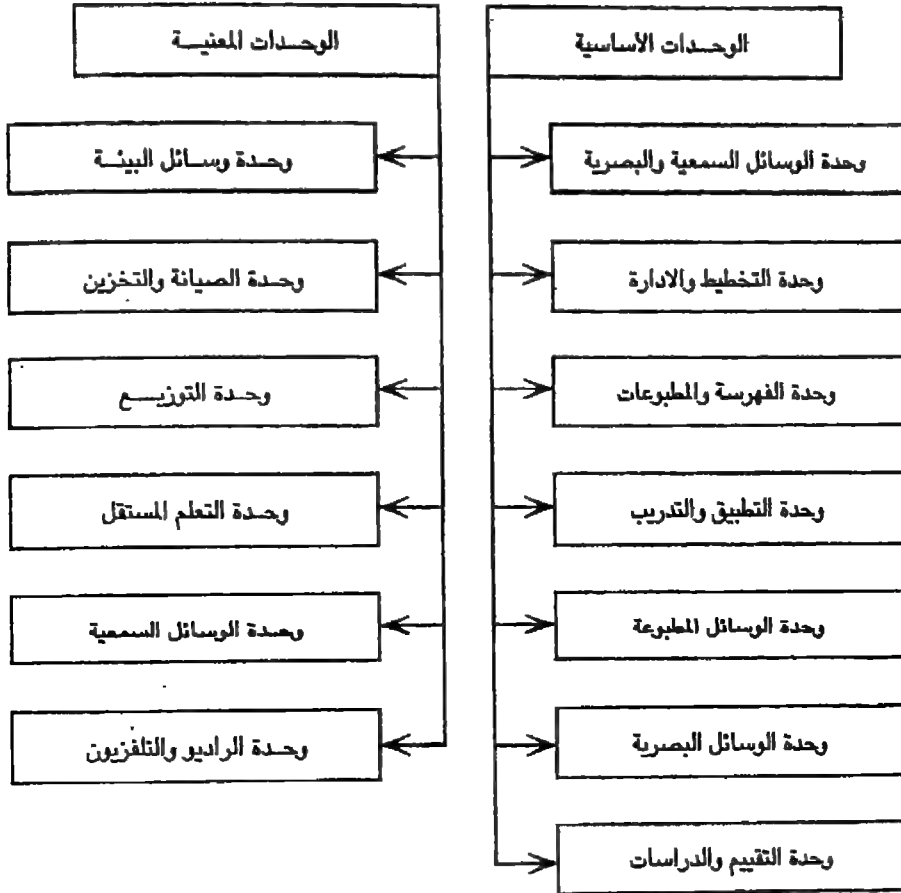 الوحدات الأساسية
وحدة الوسائل السمعية والبصرية
وحدة التخطيط والادارة
وحدة الفهرسة والمطبوعات
وحدة التطبيق والتدريب
وحدة الوسائل المطبوعة
وحدة الوسائل البصرية
وحدة التقييم والدراسات
الوحدات المعنية
وحدة وسائل البيئة
وحدة الصيانة والتخزين
وحدة التوزيع
وحدة التعلم المستقل
وحدة الوسائل السمعية
وحدة الراديو والتلفزيون